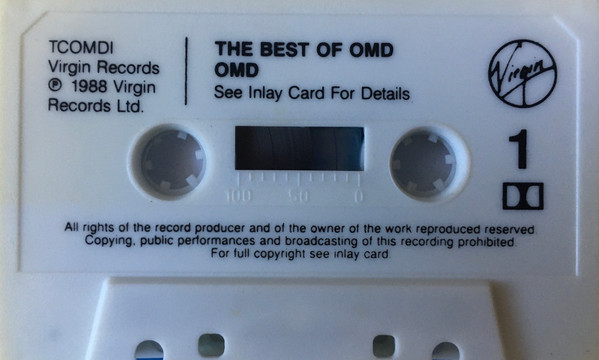 TCOMDI
Virgin Records
℗ 1988 Virgin
Records Ltd.
THE BEST OF OMD
OMD
See Inlay Card For Details
Virgin
1
100 50 0
All rights of the record producer and of the owner of the work reproduced reserved
Copying, public performances and broadcasting of this recording prohibited
For full copyright see inlay card